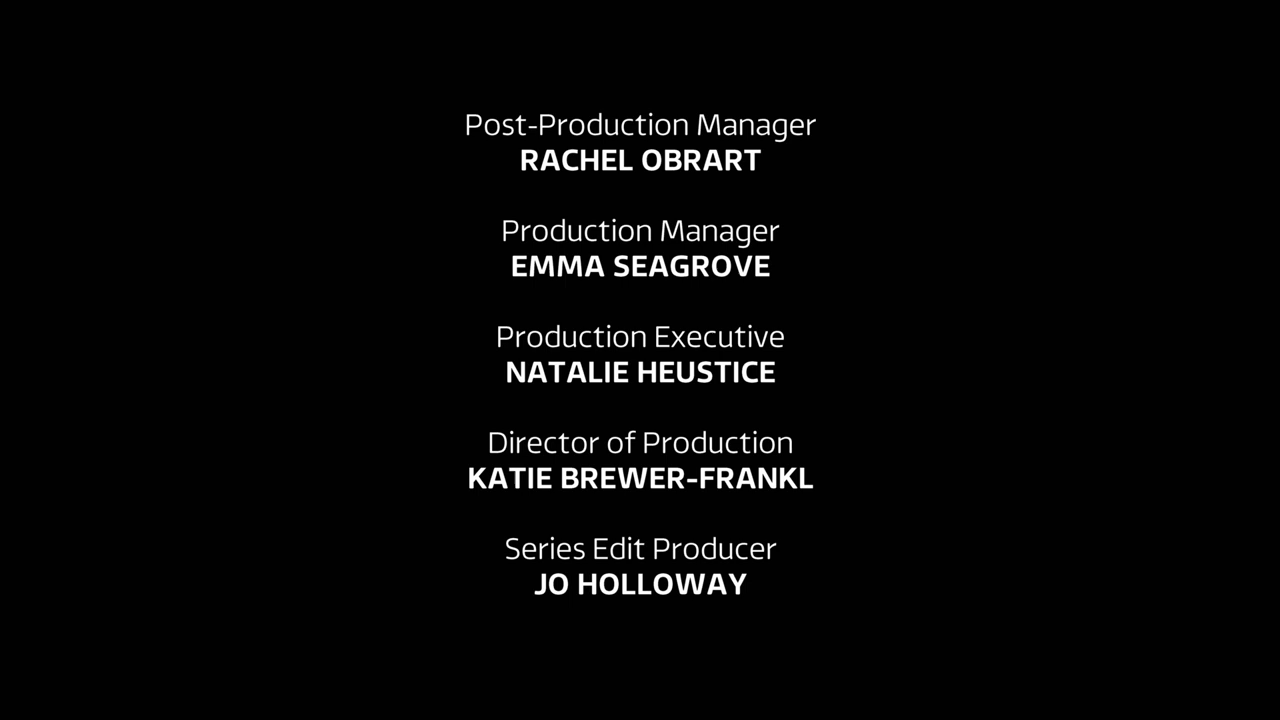 Post-Production Manager
RACHEL OBRART
Production Manager
EMMA SEAGROVE
Production Executive
NATALIE HEUSTICE
Director of Production
KATIE BREWER-FRANKL
Series Edit Producer
JO HOLLOWAY